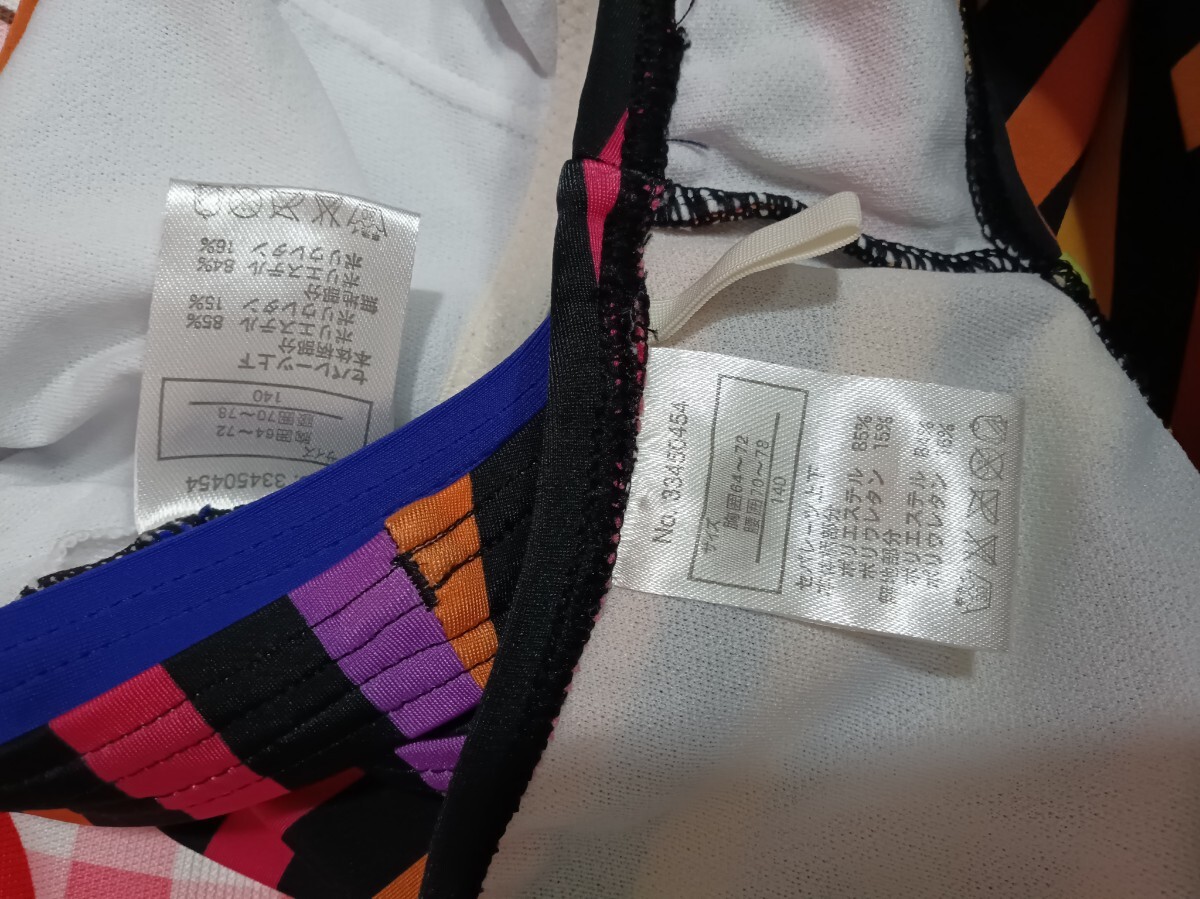 No. 33450454
サイズ
胸囲64～72
腰囲70～78
140
セパレーツ上下
本体柄部分
ポリエステル 85%
ポリウレタン 15%
無地部分
ポリエステル 84%
ポリウレタン 16%
. 33450454
サイズ
胸囲64～72
腰囲70～78
140
セパレーツ上下
本体柄部分
ポリエステル 85%
ポリウレタン 15%
無地部分
ポリエステル 84%
ポリウレタン 16%